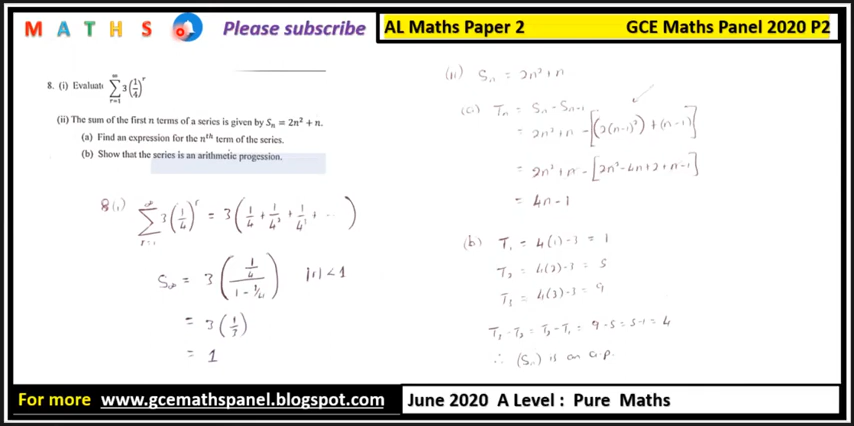 MATHS Please subscribe AL Maths Paper 2 GCE Maths Panel 2020 P2
8. (i) Evaluate ∑_{r=1}^{∞} 3(1/4)^r
(ii) The sum of the first n terms of a series is given by Sₙ = 2n² + n.
(a) Find an expression for the nᵗʰ term of the series.
(b) Show that the series is an arithmetic progession.
8(i) ∑_{r=1}^{∞} 3(1/4)^r = 3(1/4 + 1/4² + 1/4³ + ...)
S∞ = 3((1/4)/(1 - 1/4)) |r| < 1
= 3(1/3)
= 1
(ii) Sₙ = 2n² + n
(a) Tₙ = Sₙ - Sₙ₋₁
= 2n² + n - [(2(n-1)²) + (n-1)]
= 2n² + n - [2n² - 4n + 2 + n - 1]
= 4n - 1
(b) T₁ = 4(1) - 3 = 1
T₂ = 4(2) - 3 = 5
T₃ = 4(3) - 3 = 9
T₃ - T₂ = T₂ - T₁ = 9 - 5 = 5 - 1 = 4
∴ (Sₙ) is an a.p.
For more www.gcemathspanel.blogspot.com June 2020 A Level : Pure Maths